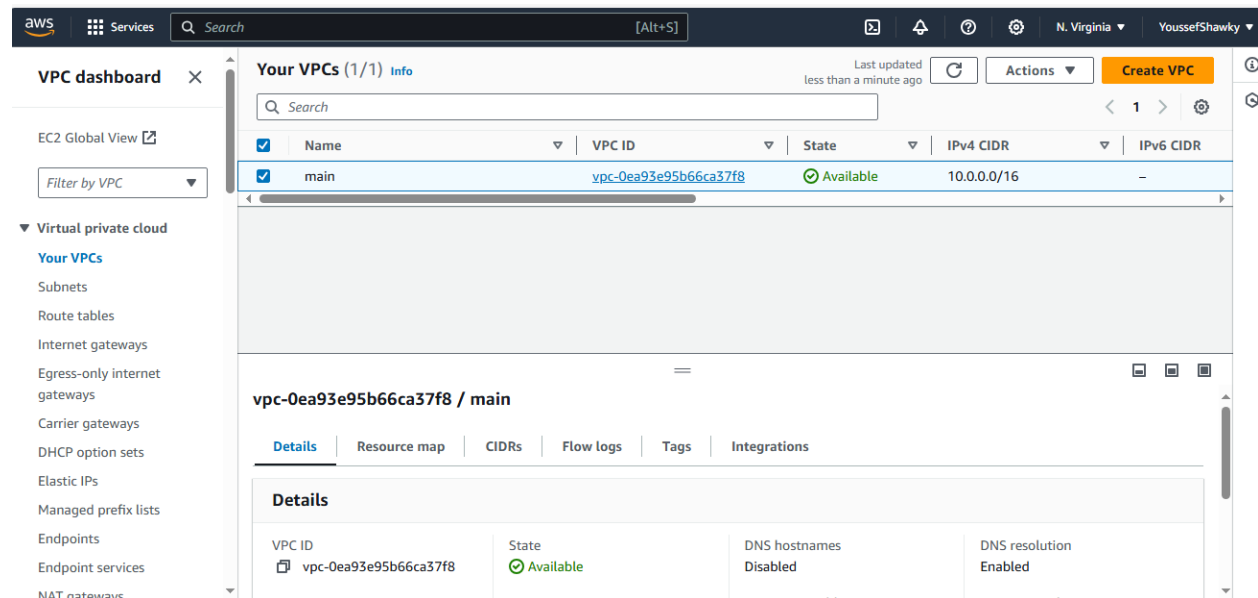 aws
Services
Search [Alt+S]
N. Virginia
YoussefShawky
VPC dashboard
EC2 Global View
Filter by VPC
Virtual private cloud
Your VPCs
Subnets
Route tables
Internet gateways
Egress-only internet
gateways
Carrier gateways
DHCP option sets
Elastic IPs
Managed prefix lists
Endpoints
Endpoint services
NAT gateways
Your VPCs (1/1) Info
Last updated
less than a minute ago
Actions
Create VPC
Search
1
Name VPC ID State IPv4 CIDR IPv6 CIDR
main vpc-0ea93e95b66ca37f8 Available 10.0.0.0/16 –
vpc-0ea93e95b66ca37f8 / main
Details Resource map CIDRs Flow logs Tags Integrations
Details
VPC ID State DNS hostnames DNS resolution
vpc-0ea93e95b66ca37f8 Available Disabled Enabled